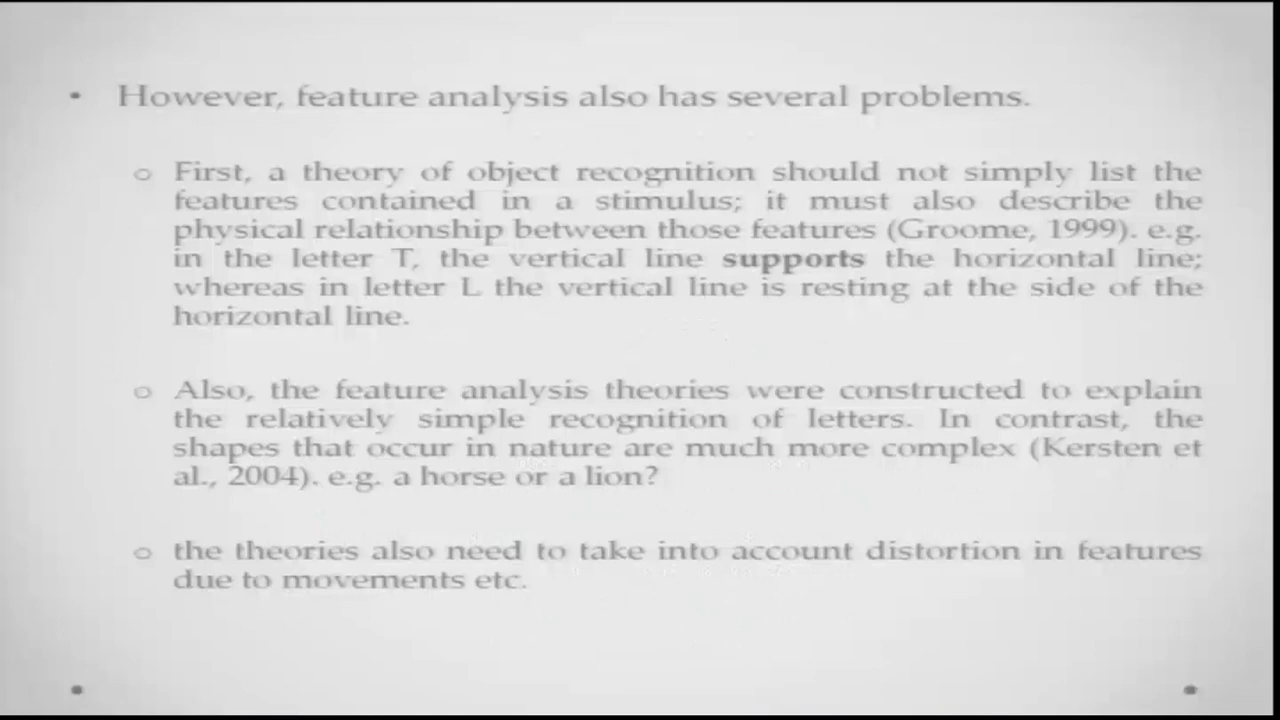 • However, feature analysis also has several problems.
o First, a theory of object recognition should not simply list the
features contained in a stimulus; it must also describe the
physical relationship between those features (Groome, 1999). e.g.
in the letter T, the vertical line supports the horizontal line;
whereas in letter L the vertical line is resting at the side of the
horizontal line.
o Also, the feature analysis theories were constructed to explain
the relatively simple recognition of letters. In contrast, the
shapes that occur in nature are much more complex (Kersten et
al., 2004). e.g. a horse or a lion?
o the theories also need to take into account distortion in features
due to movements etc.